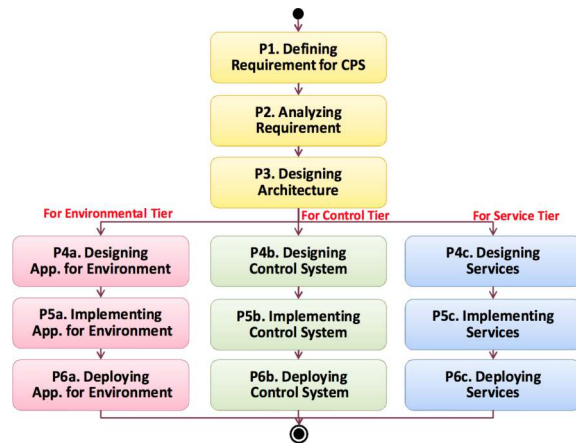 P1. Defining
Requirement for CPS
P2. Analyzing
Requirement
P3. Designing
Architecture
For Environmental Tier
For Control Tier
For Service Tier
P4a. Designing
App. for Environment
P4b. Designing
Control System
P4c. Designing
Services
P5a. Implementing
App. for Environment
P5b. Implementing
Control System
P5c. Implementing
Services
P6a. Deploying
App. for Environment
P6b. Deploying
Control System
P6c. Deploying
Services